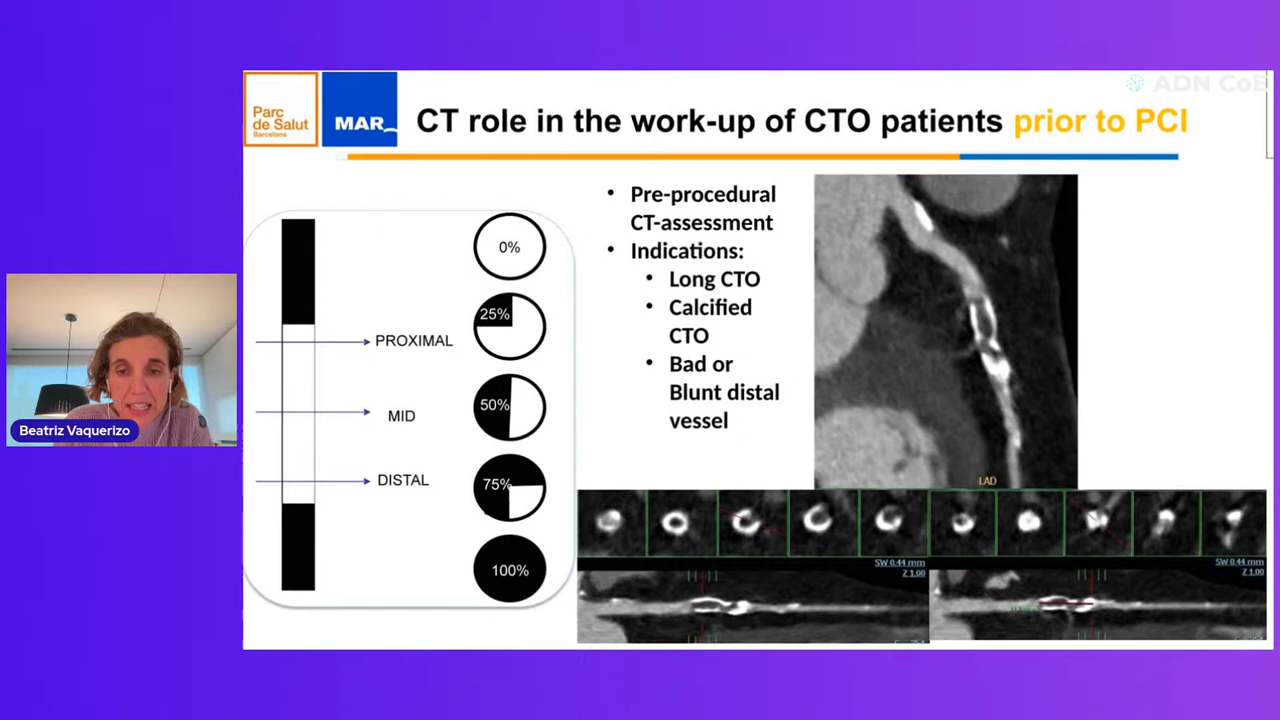 ADN CoE
Parc
de Salut
Barcelona
MAR
CT role in the work-up of CTO patients prior to PCI
0%
25%
50%
75%
100%
PROXIMAL
MID
DISTAL
• Pre-procedural
CT-assessment
• Indications:
• Long CTO
• Calcified
CTO
• Bad or
Blunt distal
vessel
LAD
SW 0.44 mm
Z 1.00
SW 0.44 mm
Z 1.00
Beatriz Vaquerizo